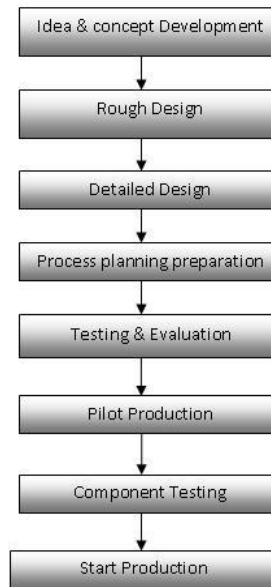 Idea & concept Development
Rough Design
Detailed Design
Process planning preparation
Testing & Evaluation
Pilot Production
Component Testing
Start Production